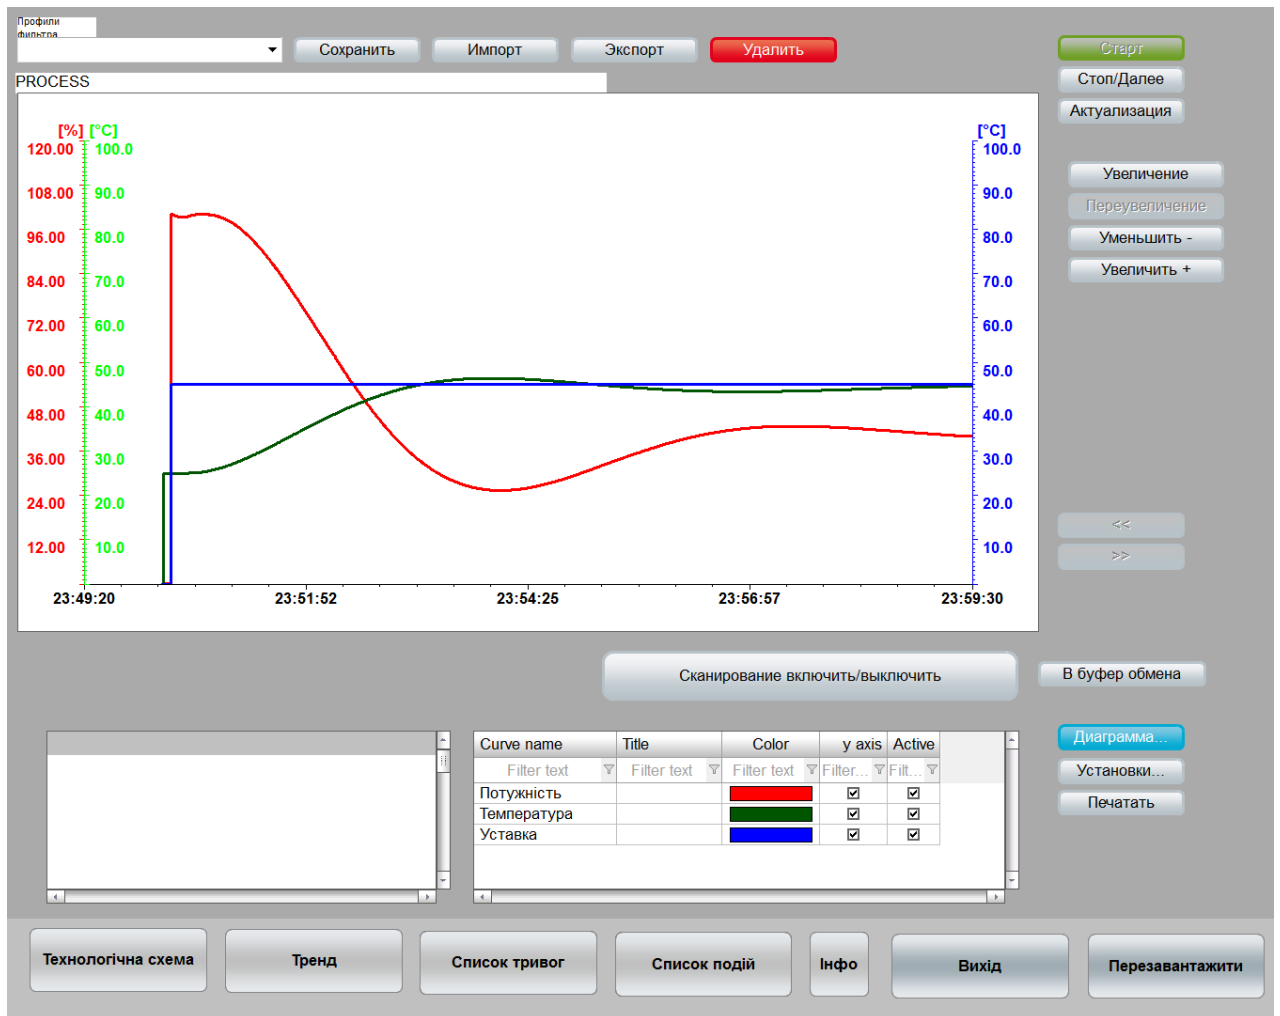 Профили
фильтра
Сохранить
Импорт
Экспорт
Удалить
Старт
Стоп/Далее
Актуализация
PROCESS
[%] [°C]
[°C]
120.00 100.0
100.0
108.00 90.0
90.0
96.00 80.0
80.0
84.00 70.0
70.0
72.00 60.0
60.0
60.00 50.0
50.0
48.00 40.0
40.0
36.00 30.0
30.0
24.00 20.0
20.0
12.00 10.0
10.0
23:49:20 23:51:52 23:54:25 23:56:57 23:59:30
Увеличение
Переувеличение
Уменьшить -
Увеличить +
<<
>>
Сканирование включить/выключить
В буфер обмена
Curve name Title Color y axis Active
Filter text Filter text Filter text Filter... Filt...
Потужність
Температура
Уставка
Диаграмма...
Установки...
Печатать
Технологічна схема
Тренд
Список тривог
Список подій
Інфо
Вихід
Перезавантажити